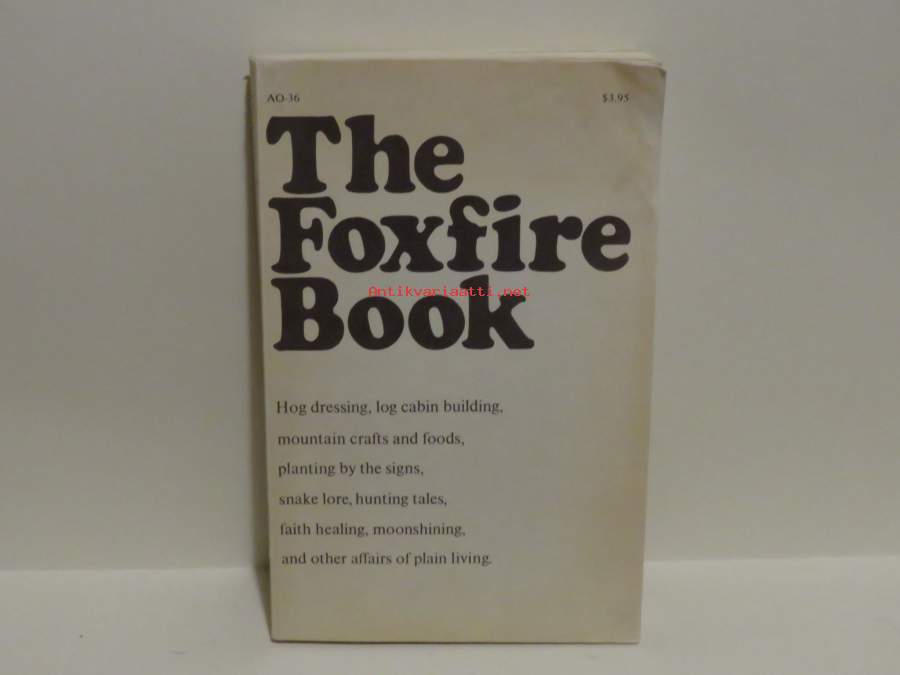 AO-36 $3.95
The
Foxfire
Antikvariaatti.net
Book
Hog dressing, log cabin building,
mountain crafts and foods,
planting by the signs,
snake lore, hunting tales,
faith healing, moonshining,
and other affairs of plain living.